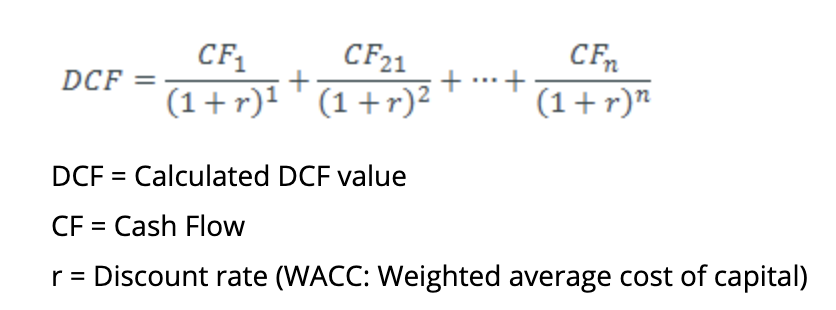 DCF = CF₁/(1 + r)¹ + CF₂₁/(1 + r)² + ⋯ + CFₙ/(1 + r)ⁿ
DCF = Calculated DCF value
CF = Cash Flow
r = Discount rate (WACC: Weighted average cost of capital)